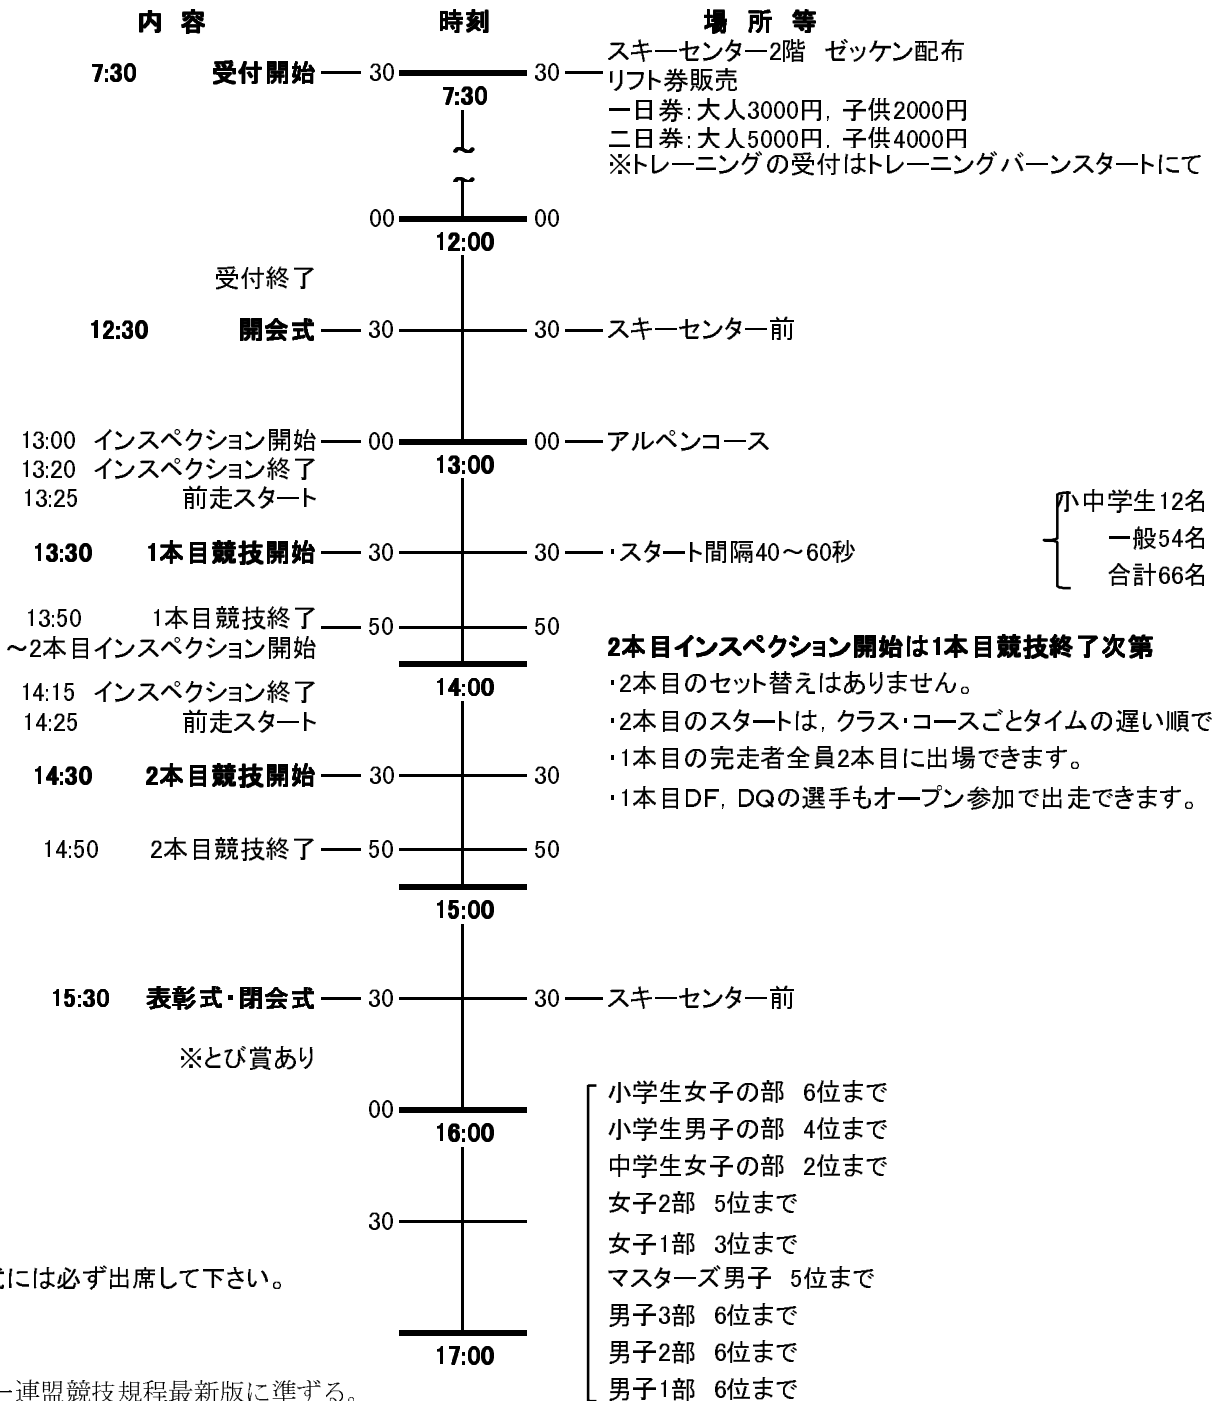 内 容 時刻 場 所 等
スキーセンター2階 ゼッケン配布
7:30 受付開始 30 30 リフト券販売
7:30
一日券:大人3000円, 子供2000円
二日券:大人5000円, 子供4000円
※トレーニングの受付はトレーニングバーンスタートにて
00 00
12:00
受付終了
12:30 開会式 30 30 スキーセンター前
13:00 インスペクション開始 00 00 アルペンコース
13:00
13:20 インスペクション終了
13:25 前走スタート
小中学生12名
一般54名
合計66名
13:30 1本目競技開始 30 30 ・スタート間隔40～60秒
13:50 1本目競技終了 50 50
～2本目インスペクション開始
2本目インスペクション開始は1本目競技終了次第
14:00
14:15 インスペクション終了
・2本目のセット替えはありません。
14:25 前走スタート
・2本目のスタートは, クラス・コースごとタイムの遅い順で
14:30 2本目競技開始 30 30
・1本目の完走者全員2本目に出場できます。
・1本目DF, DQの選手もオープン参加で出走できます。
14:50 2本目競技終了 50 50
15:00
15:30 表彰式・閉会式 30 30 スキーセンター前
※とび賞あり
00
16:00
30
17:00
小学生女子の部 6位まで
小学生男子の部 4位まで
中学生女子の部 2位まで
女子2部 5位まで
女子1部 3位まで
マスターズ男子 5位まで
男子3部 6位まで
男子2部 6位まで
男子1部 6位まで
には必ず出席して下さい。
ー連盟競技規程最新版に準ずる。